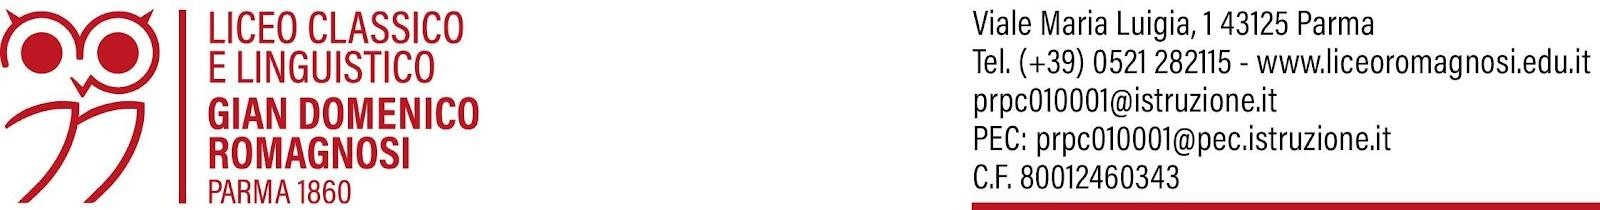 LICEO CLASSICO
E LINGUISTICO
GIAN DOMENICO
ROMAGNOSI
PARMA 1860
Viale Maria Luigia, 1 43125 Parma
Tel. (+39) 0521 282115 - www.liceoromagnosi.edu.it
prpc010001@istruzione.it
PEC: prpc010001@pec.istruzione.it
C.F. 80012460343